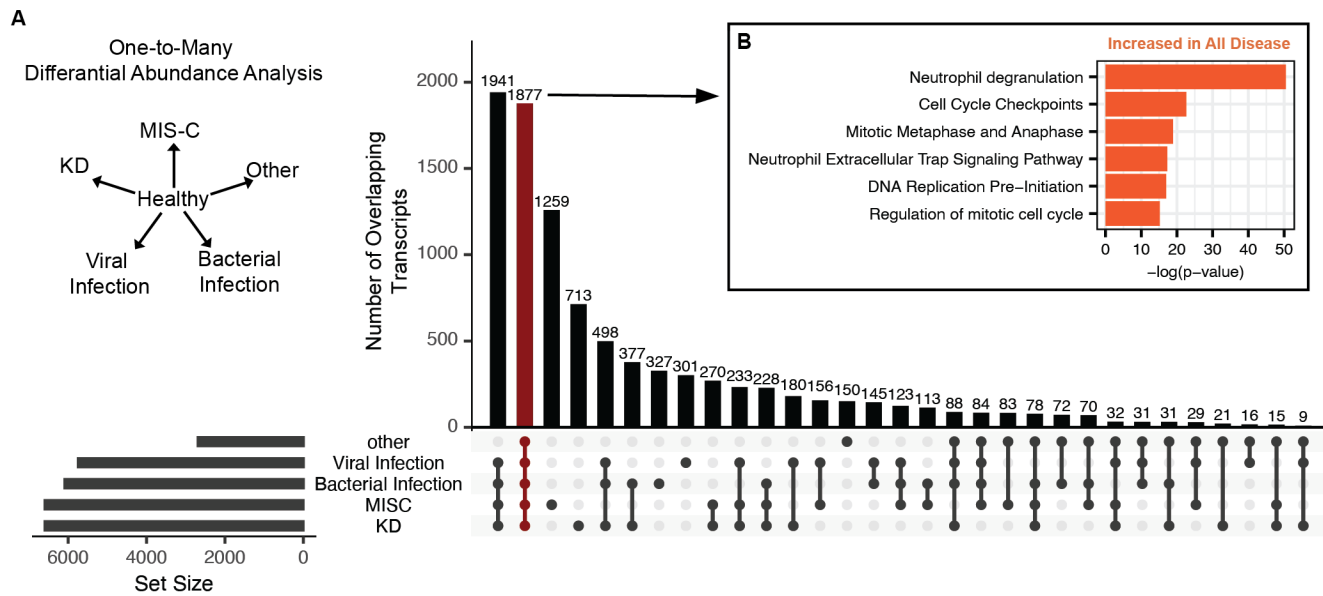 A
One-to-Many
Differantial Abundance Analysis
MIS-C
KD
Other
Healthy
Viral
Infection
Bacterial
Infection
Number of Overlapping
Transcripts
2000
1500
1000
500
0
1941
1877
1259
713
498
377
327
301
270
233
228
180
156
150
145
123
113
88
84
83
78
72
70
32
31
31
29
21
16
15
9
B
Increased in All Disease
Neutrophil degranulation
Cell Cycle Checkpoints
Mitotic Metaphase and Anaphase
Neutrophil Extracellular Trap Signaling Pathway
DNA Replication Pre−Initiation
Regulation of mitotic cell cycle
0 10 20 30 40 50
−log(p−value)
other
Viral Infection
Bacterial Infection
MISC
KD
6000 4000 2000 0
Set Size